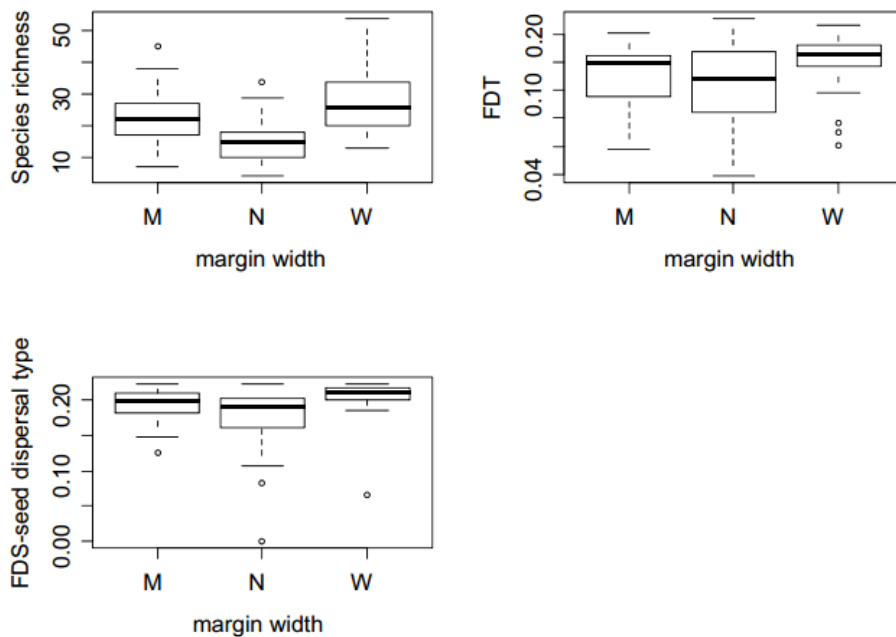 Species richness
50
30
10
M N W
margin width
FDT
0.20
0.10
0.04
M N W
margin width
FDS-seed dispersal type
0.20
0.10
0.00
M N W
margin width